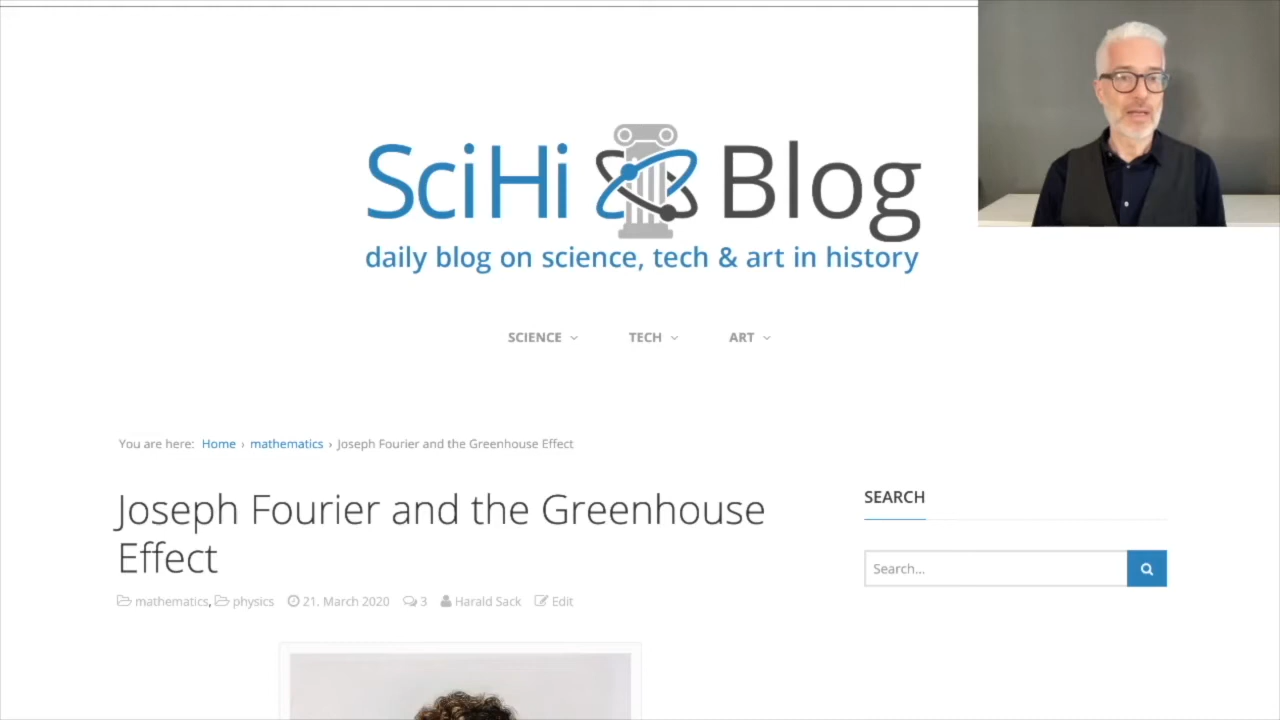 SciHi Blog
daily blog on science, tech & art in history
SCIENCE TECH ART
You are here: Home › mathematics › Joseph Fourier and the Greenhouse Effect
Joseph Fourier and the Greenhouse
Effect
mathematics, physics 21. March 2020 3 Harald Sack Edit
SEARCH
Search...